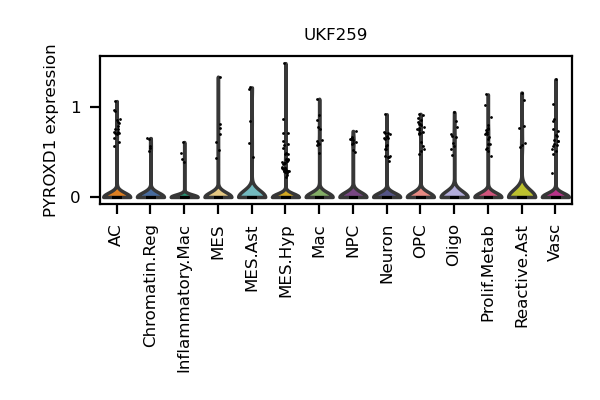 UKF259
PYROXD1 expression
1
0
AC
Chromatin.Reg
Inflammatory.Mac
MES
MES.Ast
MES.Hyp
Mac
NPC
Neuron
OPC
Oligo
Prolif.Metab
Reactive.Ast
Vasc